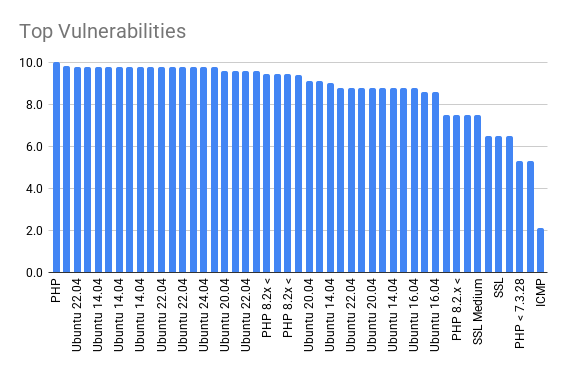 Top Vulnerabilities
10.0
8.0
6.0
4.0
2.0
0.0
PHP
Ubuntu 22.04
Ubuntu 14.04
Ubuntu 14.04
Ubuntu 14.04
Ubuntu 22.04
Ubuntu 22.04
Ubuntu 24.04
Ubuntu 20.04
Ubuntu 22.04
PHP 8.2x <
PHP 8.2x <
Ubuntu 20.04
Ubuntu 14.04
Ubuntu 22.04
Ubuntu 20.04
Ubuntu 14.04
Ubuntu 16.04
Ubuntu 16.04
PHP 8.2.x <
SSL Medium
SSL
PHP < 7.3.28
ICMP